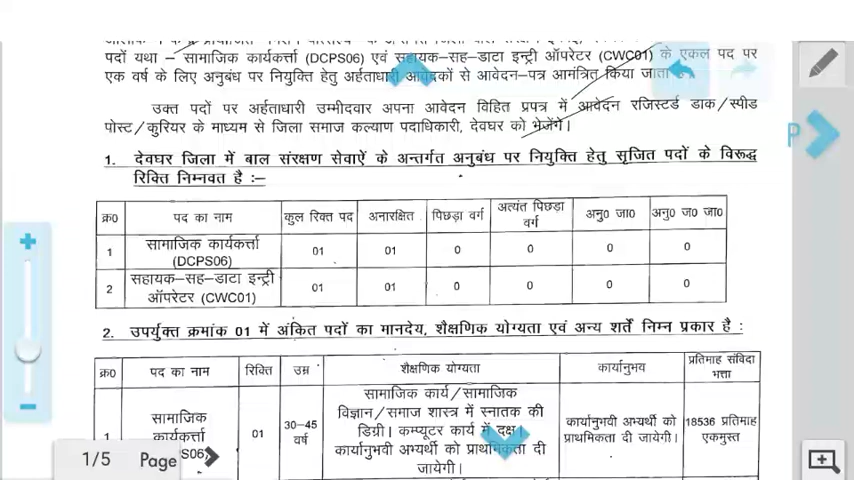 पदों यथा – सामाजिक कार्यकर्त्ता (DCPS06) एवं सहायक–सह–डाटा इन्ट्री ऑपरेटर (CWC01) के एकल पद पर
एक वर्ष के लिए अनुबंध पर नियुक्ति हेतु अर्हताधारी आवेदकों से आवेदन–पत्र आमंत्रित किया जाता
उक्त पदों पर अर्हताधारी उम्मीदवार अपना आवेदन विहित प्रपत्र में आवेदन रजिस्टर्ड डाक/स्पीड
पोस्ट/कुरियर के माध्यम से जिला समाज कल्याण पदाधिकारी, देवघर को भेजेंगे।
P
1. देवघर जिला में बाल संरक्षण सेवाऐं के अन्तर्गत अनुबंध पर नियुक्ति हेतु सृजित पदों के विरूद्ध
रिक्ति निम्नवत है :–
क्र0 पद का नाम कुल रिक्त पद अनारक्षित पिछड़ा वर्ग अत्यंत पिछड़ा वर्ग अनु0 जा0 अनु0 ज0 जा0
1 सामाजिक कार्यकर्त्ता (DCPS06) 01 01 0 0 0 0
2 सहायक–सह–डाटा इन्ट्री ऑपरेटर (CWC01) 01 01 0 0 0 0
2. उपर्युक्त क्रमांक 01 में अंकित पदों का मानदेय, शैक्षणिक योग्यता एवं अन्य शर्ते निम्न प्रकार है :
क्र0 पद का नाम रिक्ति उम्र शैक्षणिक योग्यता कार्यानुभव प्रतिमाह संविदा भत्ता
1 सामाजिक कार्यकर्त्ता S06) 01 30–45 वर्ष सामाजिक कार्य/सामाजिक
विज्ञान/समाज शास्त्र में स्नातक की
डिग्री। कम्प्यूटर कार्य में दक्ष।
कार्यानुभवी अभ्यर्थी को प्राथमिकता दी
जायेगी।
कार्यानुभवी अभ्यर्थी को
प्राथमिकता दी जायेगी।
18536 प्रतिमाह
एकमुस्त
1/5 Page